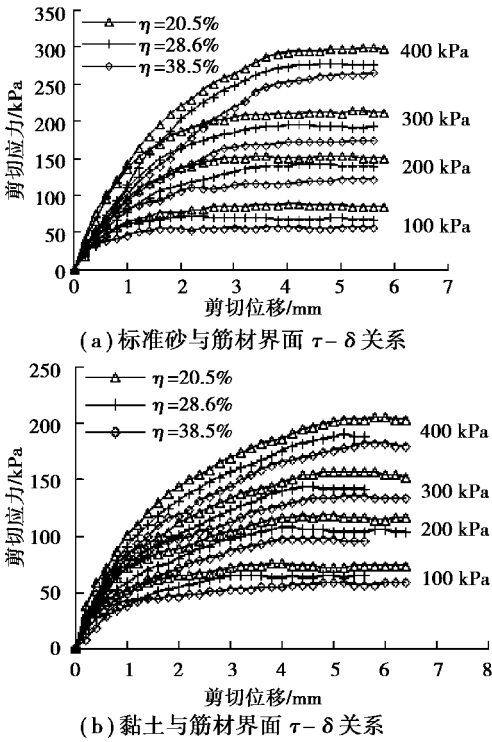 350
300
250
200
150
100
50
0
剪切应力/kPa
η=20.5%
η=28.6%
η=38.5%
400 kPa
300 kPa
200 kPa
100 kPa
0 1 2 3 4 5 6 7
剪切位移/mm
(a)标准砂与筋材界面 τ-δ 关系
250
200
150
100
50
0
剪切应力/kPa
η=20.5%
η=28.6%
η=38.5%
400 kPa
300 kPa
200 kPa
100 kPa
0 1 2 3 4 5 6 7 8
剪切位移/mm
(b)黏土与筋材界面 τ-δ 关系